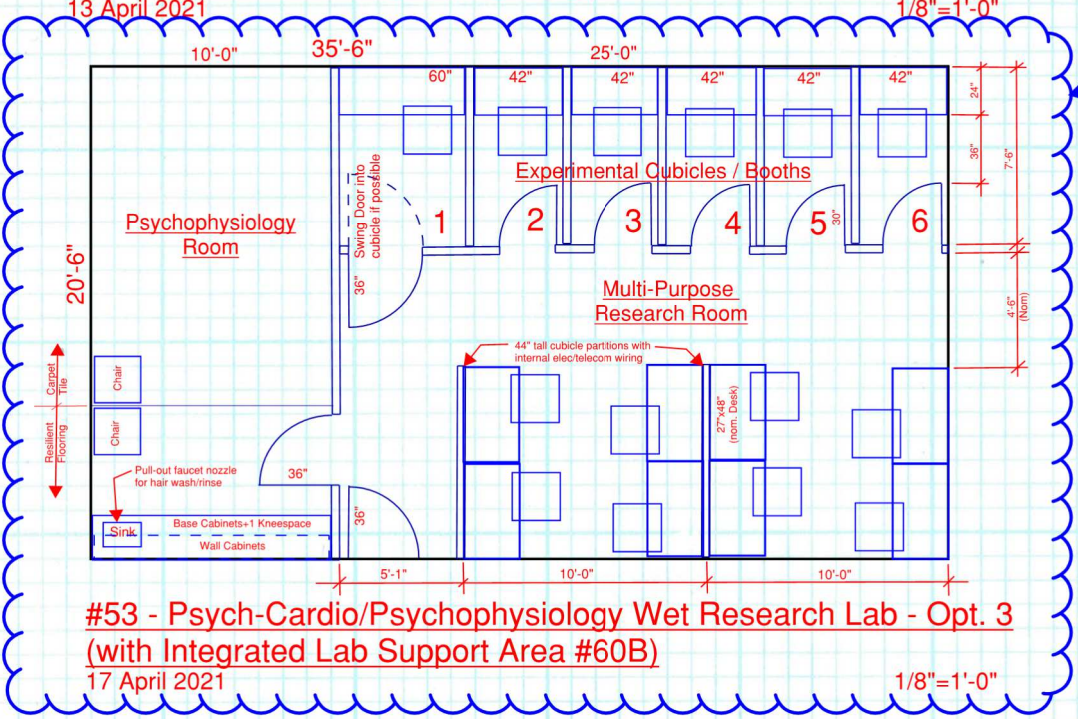 13 April 2021
1/8"=1'-0"
10'-0"
35'-6"
25'-0"
60"
42"
42"
42"
42"
42"
24"
36"
7'-6"
Experimental Cubicles / Booths
Swing Door into
cubicle if possible
1
2
3
4
5
30"
6
Psychophysiology
Room
20'-6"
36"
Multi-Purpose
Research Room
4'-6"
(Nom)
44" tall cubicle partitions with
internal elec/telecom wiring
Carpet
Tile
Chair
27"x48"
(nom. Desk)
Resilient
Flooring
Chair
Pull-out faucet nozzle
for hair wash/rinse
36"
36"
Sink
Base Cabinets+1 Kneespace
Wall Cabinets
5'-1"
10'-0"
10'-0"
#53 - Psych-Cardio/Psychophysiology Wet Research Lab - Opt. 3
(with Integrated Lab Support Area #60B)
17 April 2021
1/8"=1'-0"